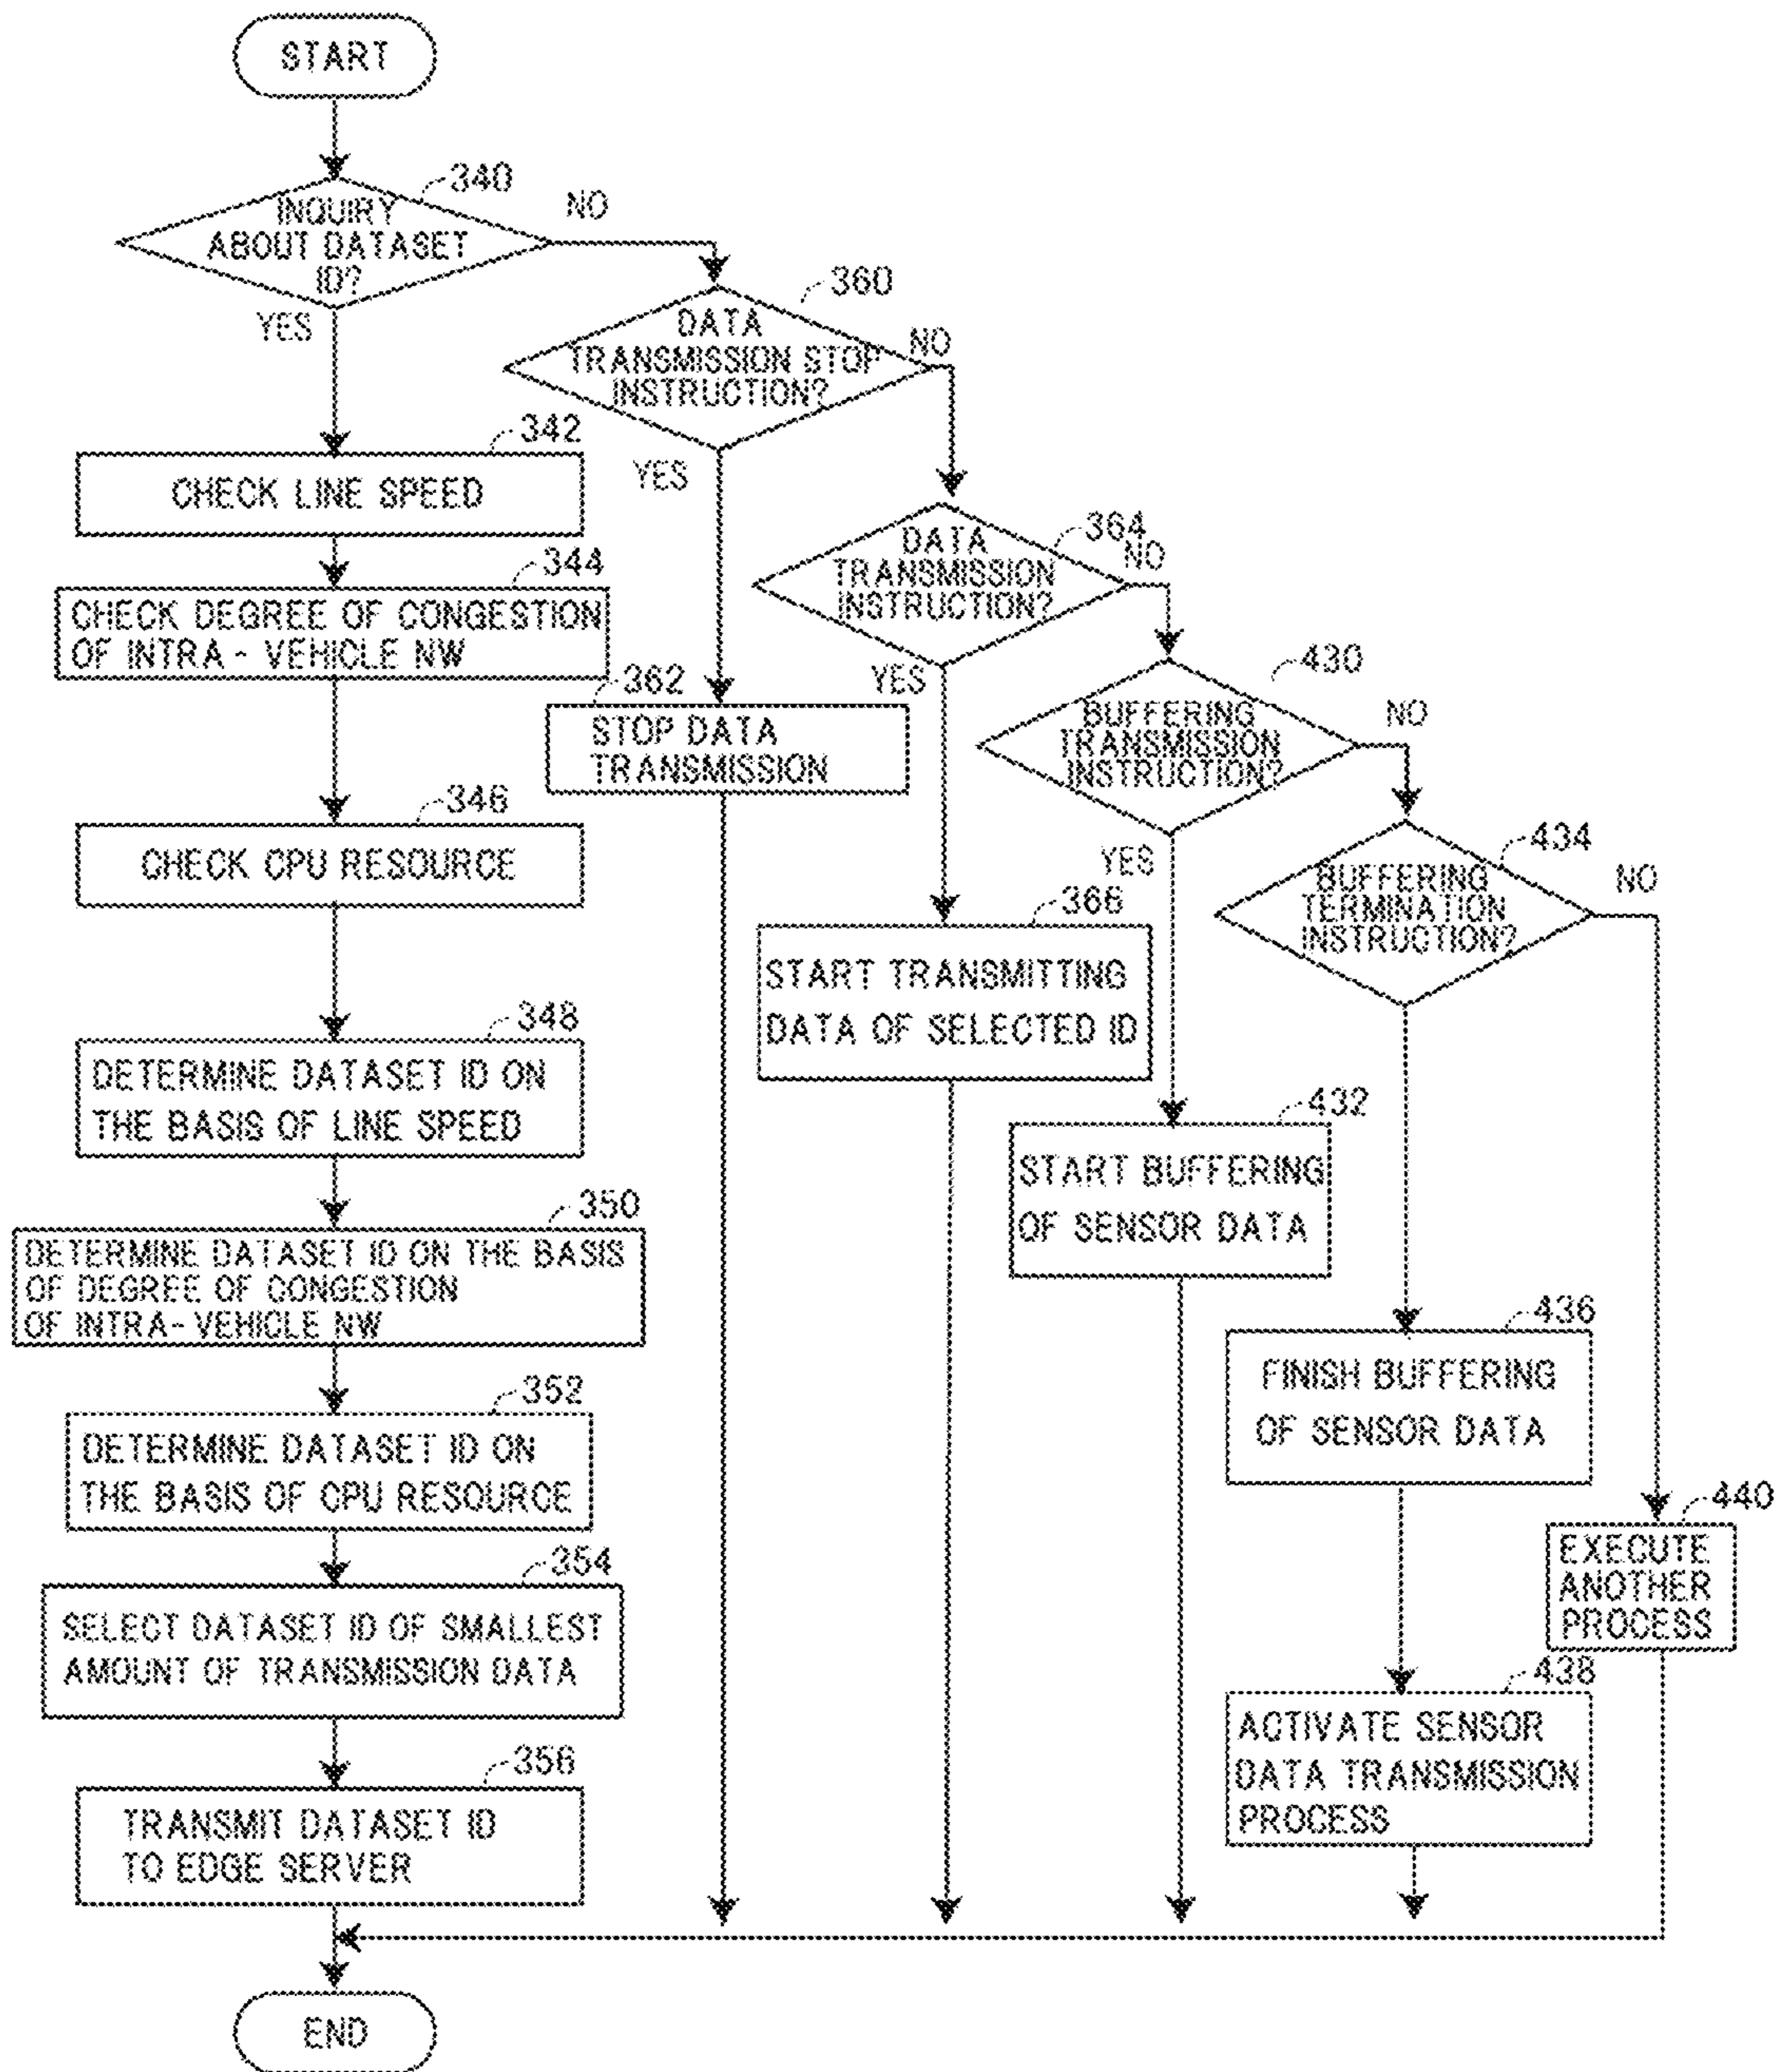 START
340
INQUIRY
ABOUT DATASET
ID?
NO
YES
360
DATA
TRANSMISSION STOP
INSTRUCTION?
NO
YES
342
CHECK LINE SPEED
344
CHECK DEGREE OF CONGESTION
OF INTRA - VEHICLE NW
364
DATA
TRANSMISSION
INSTRUCTION?
NO
YES
362
STOP DATA
TRANSMISSION
430
BUFFERING
TRANSMISSION
INSTRUCTION?
NO
YES
346
CHECK CPU RESOURCE
434
BUFFERING
TERMINATION
INSTRUCTION?
NO
366
START TRANSMITTING
DATA OF SELECTED ID
348
DETERMINE DATASET ID ON
THE BASIS OF LINE SPEED
432
START BUFFERING
OF SENSOR DATA
350
DETERMINE DATASET ID ON THE BASIS
OF DEGREE OF CONGESTION
OF INTRA-VEHICLE NW
436
FINISH BUFFERING
OF SENSOR DATA
352
DETERMINE DATASET ID ON
THE BASIS OF CPU RESOURCE
440
EXECUTE
ANOTHER
PROCESS
354
SELECT DATASET ID OF SMALLEST
AMOUNT OF TRANSMISSION DATA
438
ACTIVATE SENSOR
DATA TRANSMISSION
PROCESS
356
TRANSMIT DATASET ID
TO EDGE SERVER
END